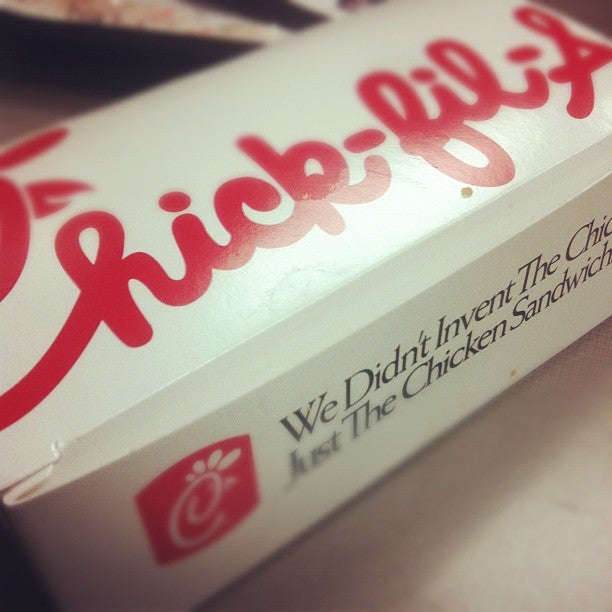 Chick-fil-A
We Didn't Invent The Chic
Just The Chicken Sandwich